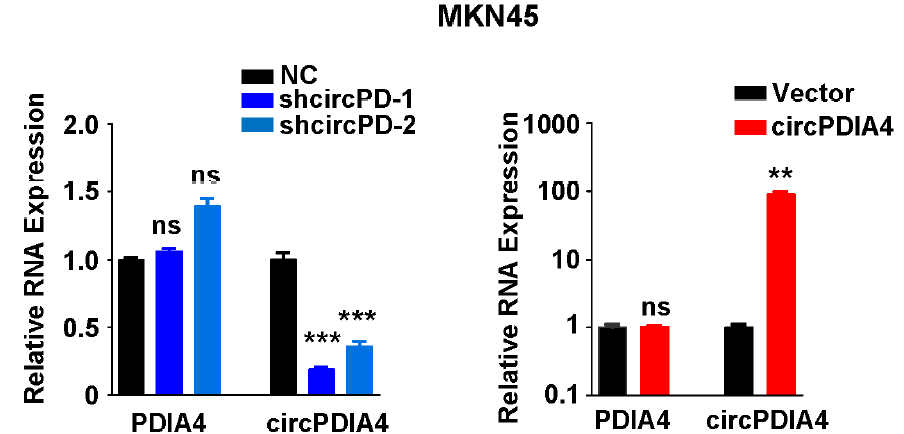 MKN45
NC
shcircPD-1
shcircPD-2
Relative RNA Expression
2.0
1.5
1.0
0.5
0
ns
ns
***
***
PDIA4
circPDIA4
Vector
circPDIA4
Relative RNA Expression
1000
100
10
1
0.1
ns
**
PDIA4
circPDIA4